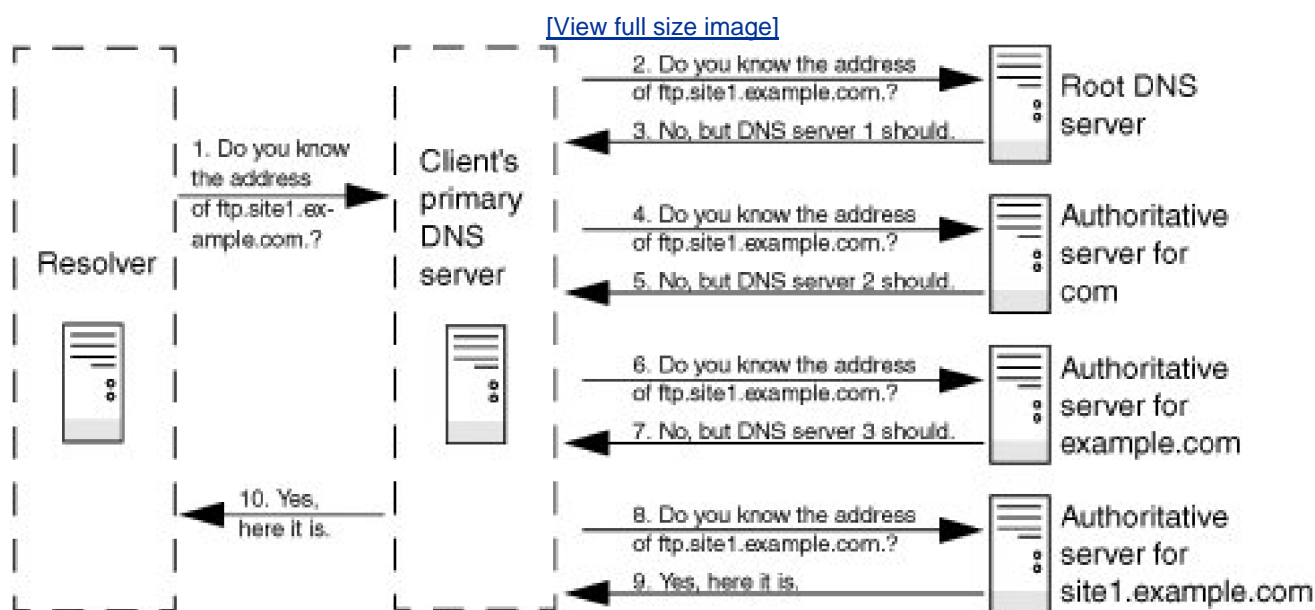 [View full size image]
Resolver
1. Do you know
the address
of ftp.site1.ex-
ample.com.?
10. Yes,
here it is.
Client's
primary
DNS
server
2. Do you know the address
of ftp.site1.example.com.?
3. No, but DNS server 1 should.
Root DNS
server
4. Do you know the address
of ftp.site1.example.com.?
5. No, but DNS server 2 should.
Authoritative
server for
com
6. Do you know the address
of ftp.site1.example.com.?
7. No, but DNS server 3 should.
Authoritative
server for
example.com
8. Do you know the address
of ftp.site1.example.com.?
9. Yes, here it is.
Authoritative
server for
site1.example.com